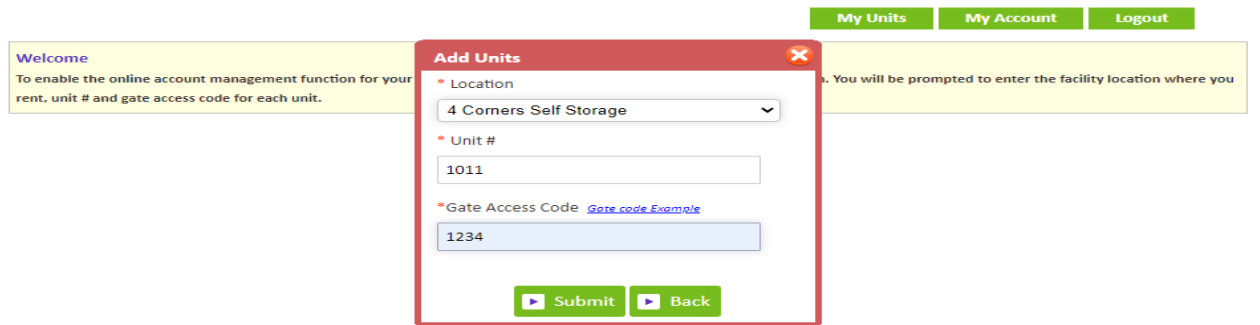 My Units My Account Logout
Welcome
To enable the online account management function for your
. You will be prompted to enter the facility location where you
rent, unit # and gate access code for each unit.
Add Units
* Location
4 Corners Self Storage
* Unit #
1011
*Gate Access Code Gate code Example
1234
Submit Back